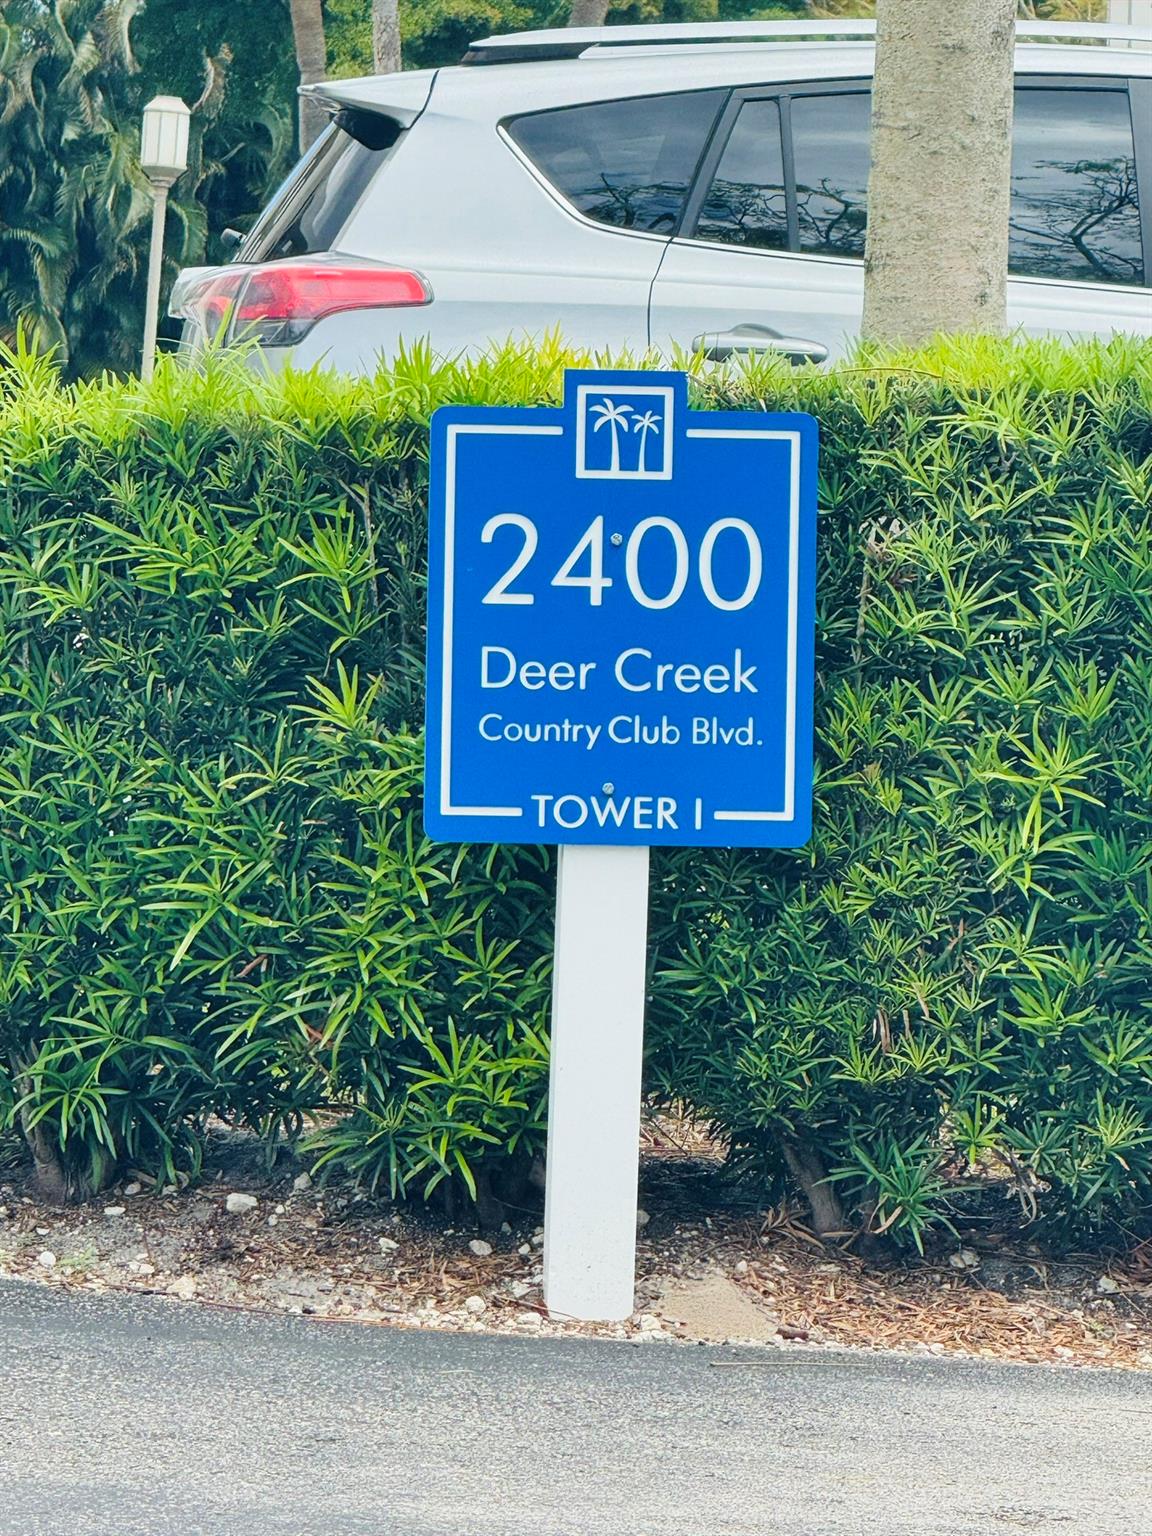 2400
Deer Creek
Country Club Blvd.
TOWER I